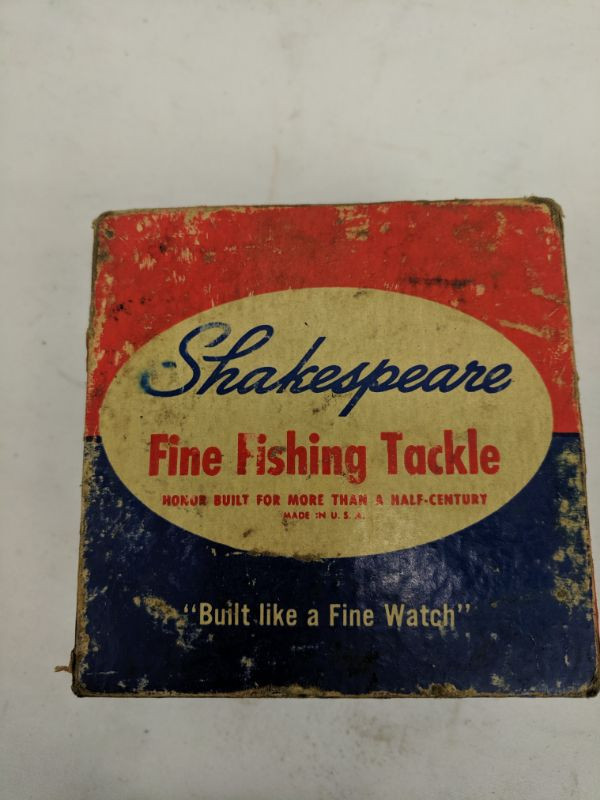 Shakespeare
Fine Fishing Tackle
HONOR BUILT FOR MORE THAN A HALF-CENTURY
MADE IN U. S. A.
"Built like a Fine Watch"